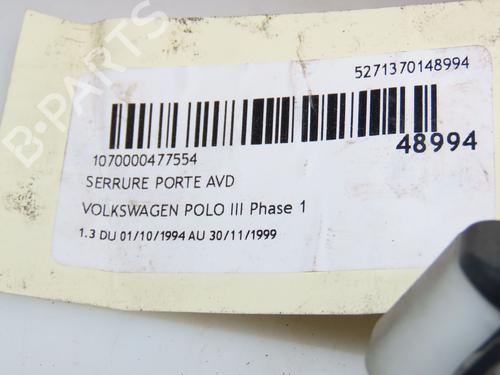 B-PARTS
5271370148994
48994
1070000477554
SERRURE PORTE AVD
VOLKSWAGEN POLO III Phase 1
1.3 DU 01/10/1994 AU 30/11/1999